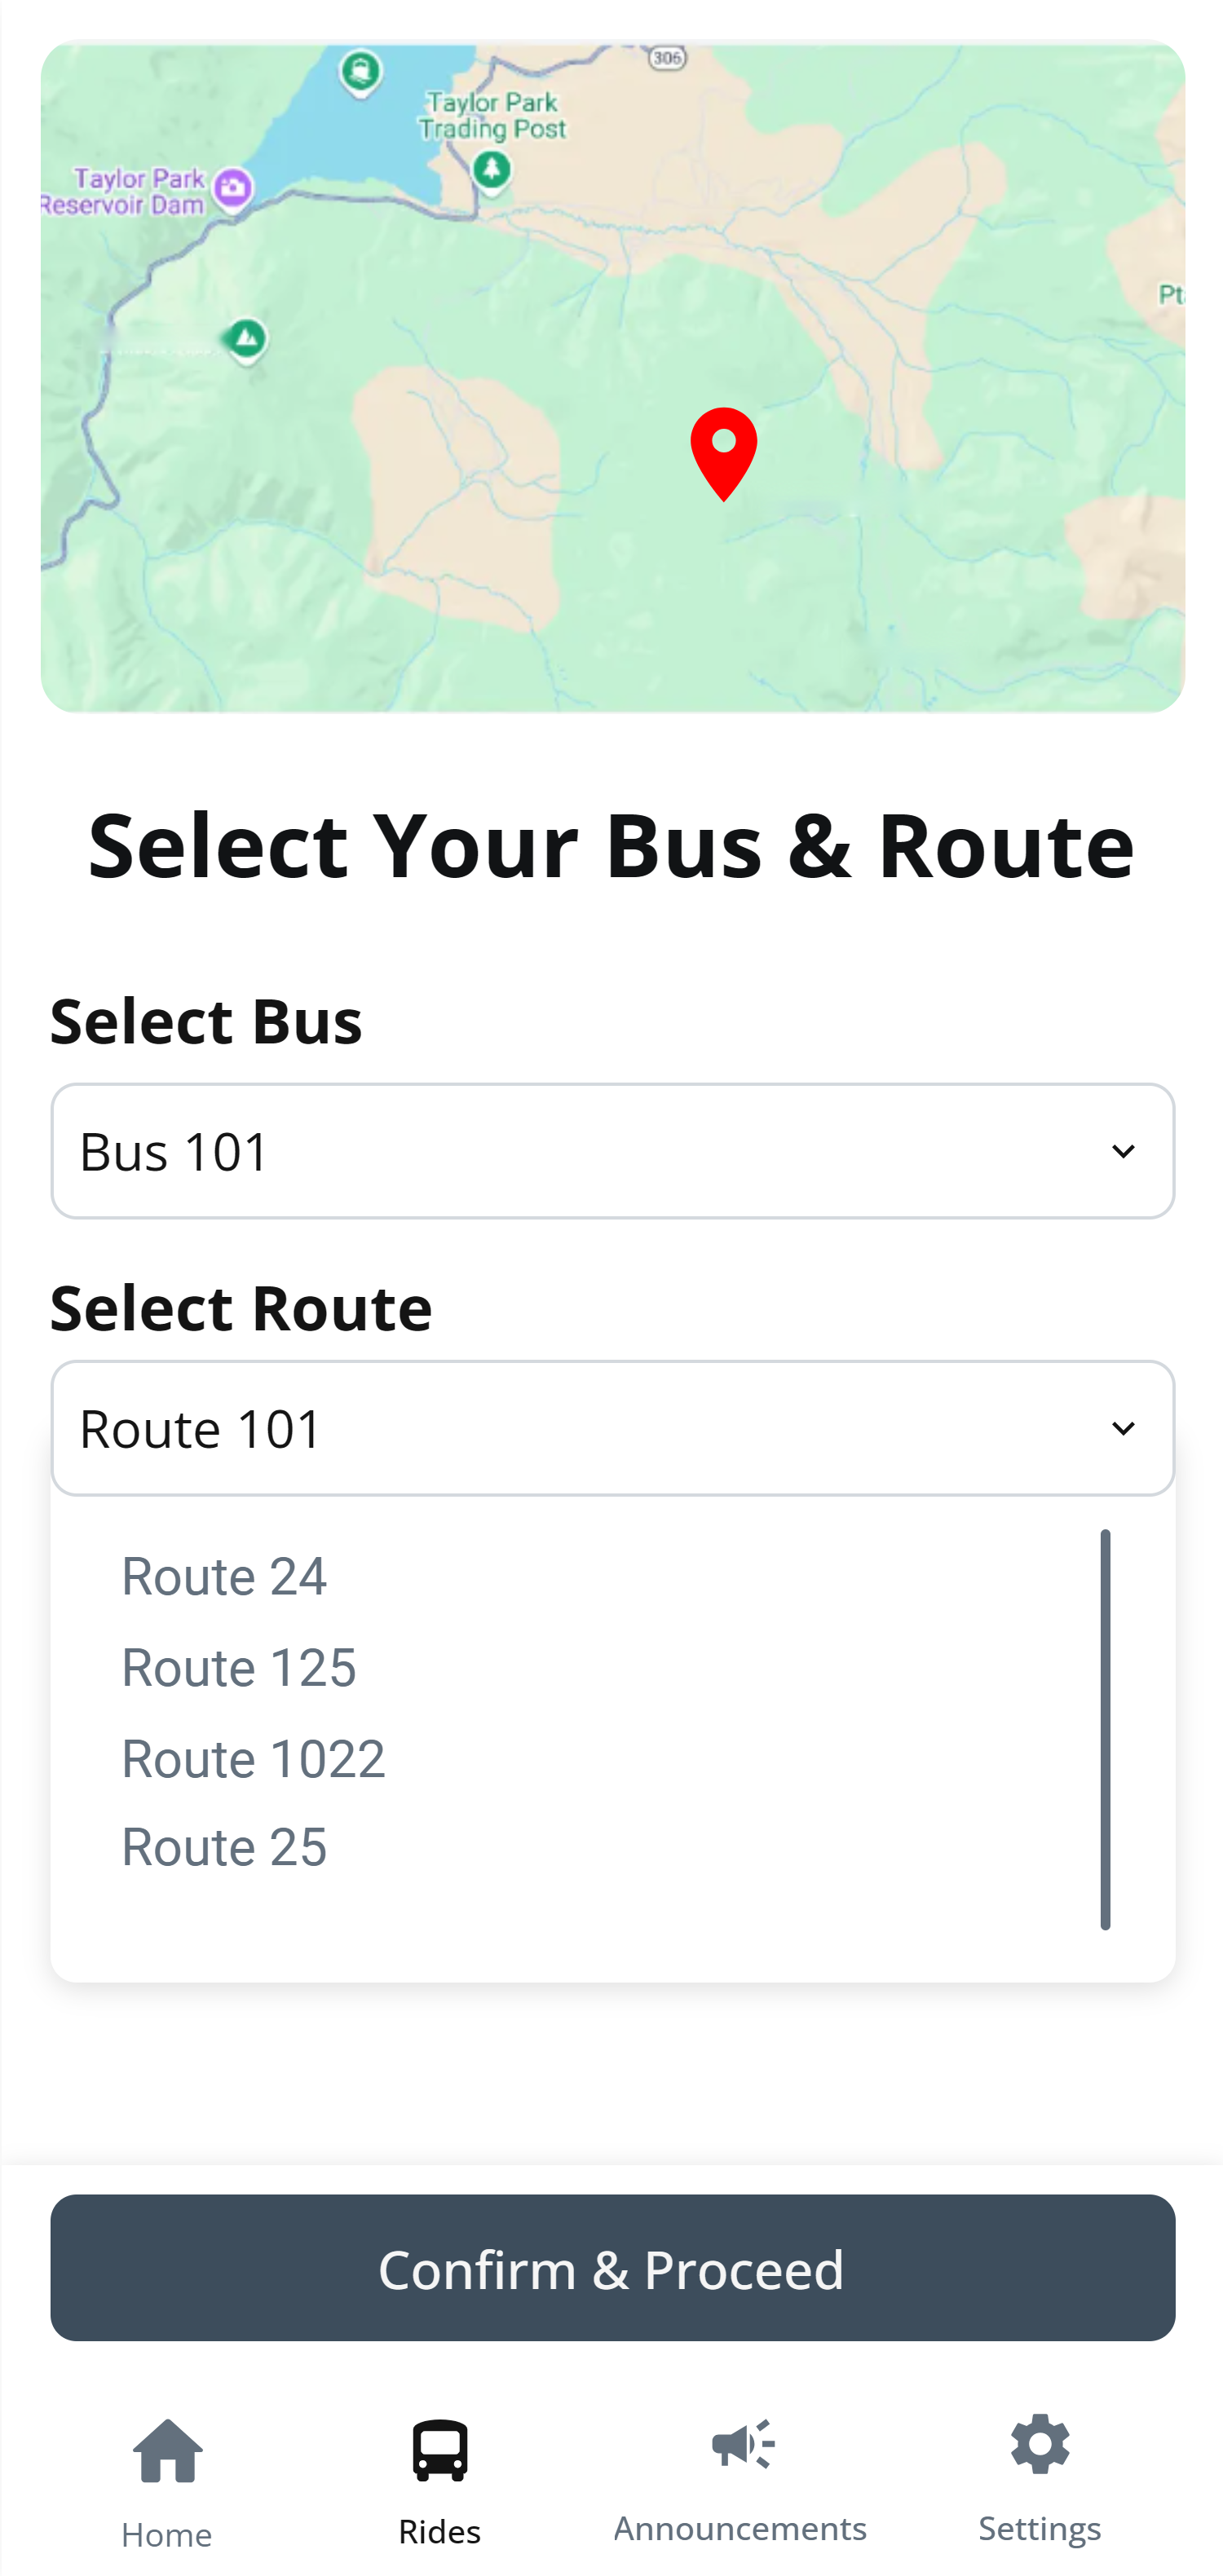 306
Taylor Park
Trading Post
Taylor Park
Reservoir Dam
Select Your Bus & Route
Select Bus
Bus 101
Select Route
Route 101
Route 24
Route 125
Route 1022
Route 25
Confirm & Proceed
Home
Rides
Announcements
Settings